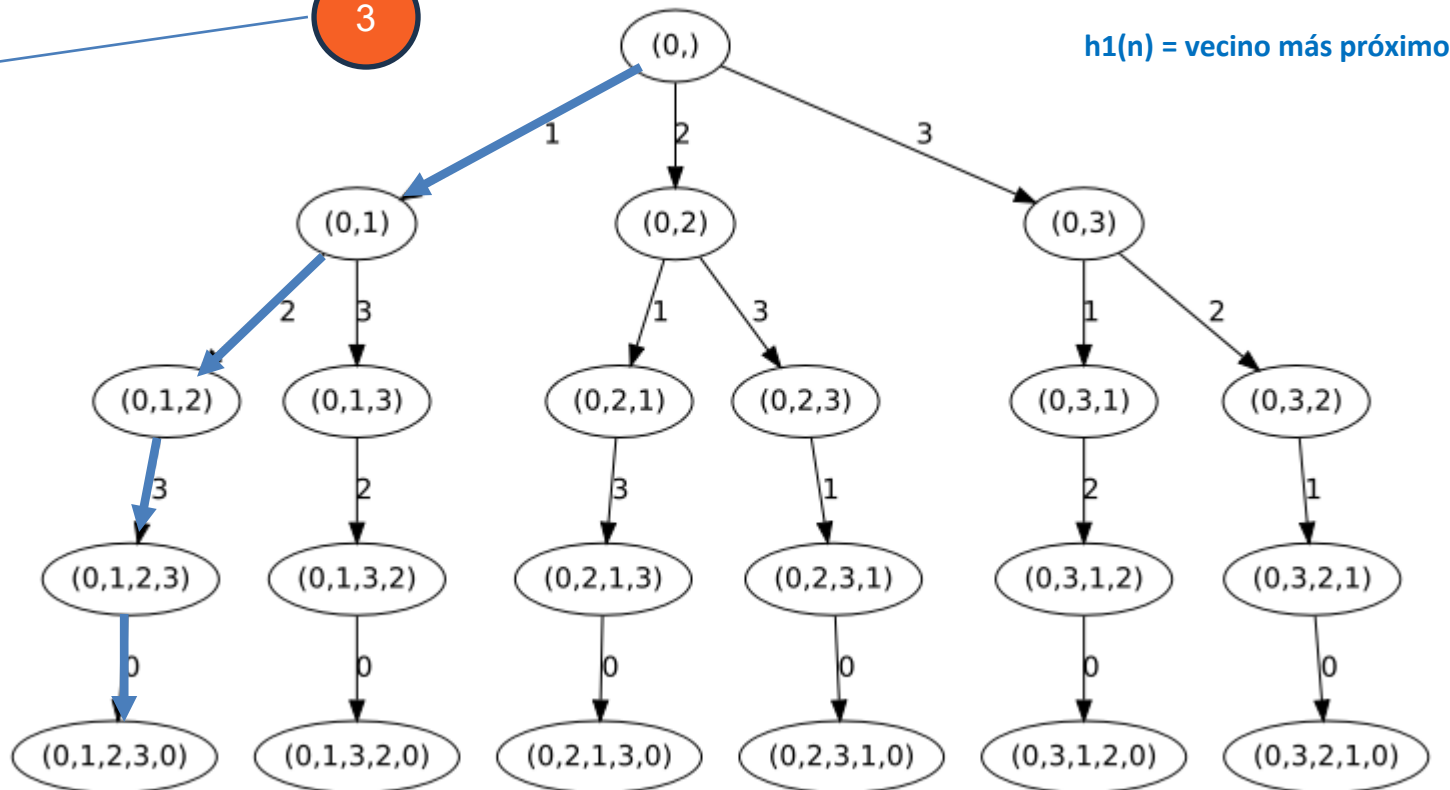 3
(0,)
h1(n) = vecino más próximo
1 2 3
(0,1) (0,2) (0,3)
2 3 1 3 1 2
(0,1,2) (0,1,3) (0,2,1) (0,2,3) (0,3,1) (0,3,2)
3 2 3 1 2 1
(0,1,2,3) (0,1,3,2) (0,2,1,3) (0,2,3,1) (0,3,1,2) (0,3,2,1)
0 0 0 0 0 0
(0,1,2,3,0) (0,1,3,2,0) (0,2,1,3,0) (0,2,3,1,0) (0,3,1,2,0) (0,3,2,1,0)